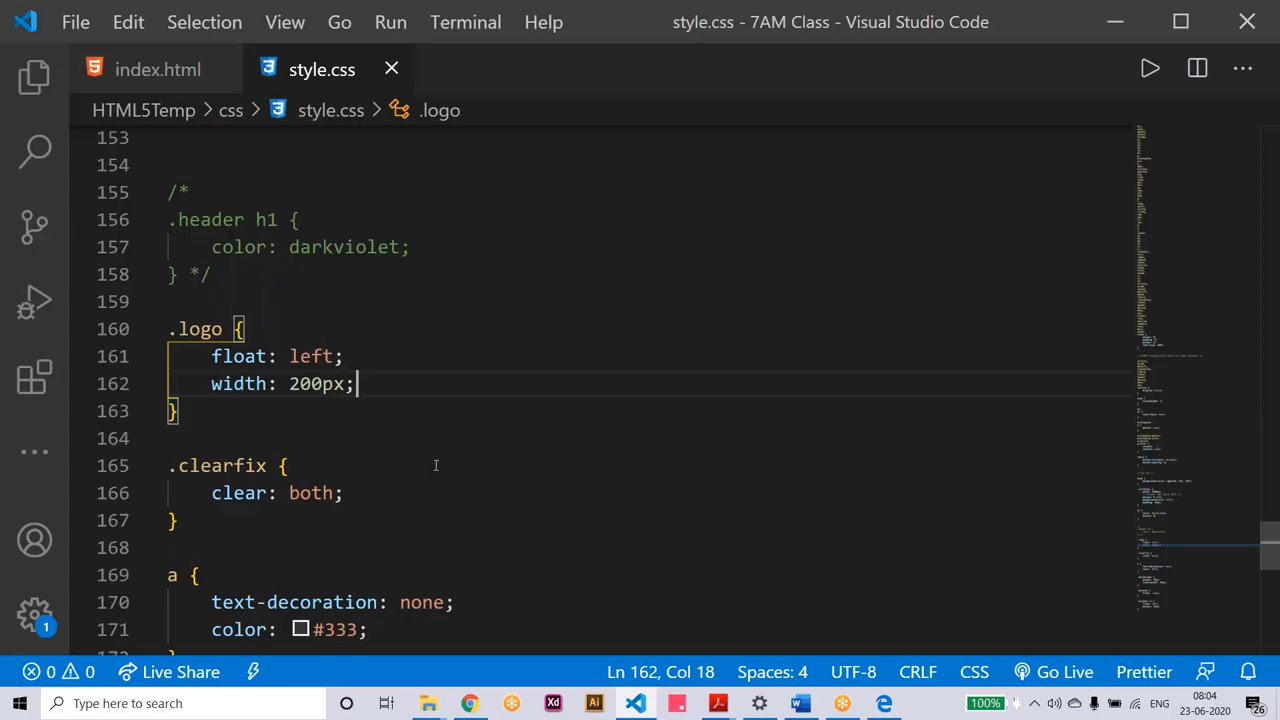 File Edit Selection View Go Run Terminal Help style.css - 7AM Class - Visual Studio Code
index.html style.css
HTML5Temp > css > style.css > .logo
153
154
155 /*
156 .header h1 {
157 color: darkviolet;
158 } */
159
160 .logo {
161 float: left;
162 width: 200px;
163 }
164
165 .clearfix {
166 clear: both;
167 }
168
169 a {
170 text-decoration: none;
171 color: #333;
1
0 0 Live Share Ln 162, Col 18 Spaces: 4 UTF-8 CRLF CSS Go Live Prettier
Type here to search Xd Ai 100% ENG 08:04
23-06-2020 26